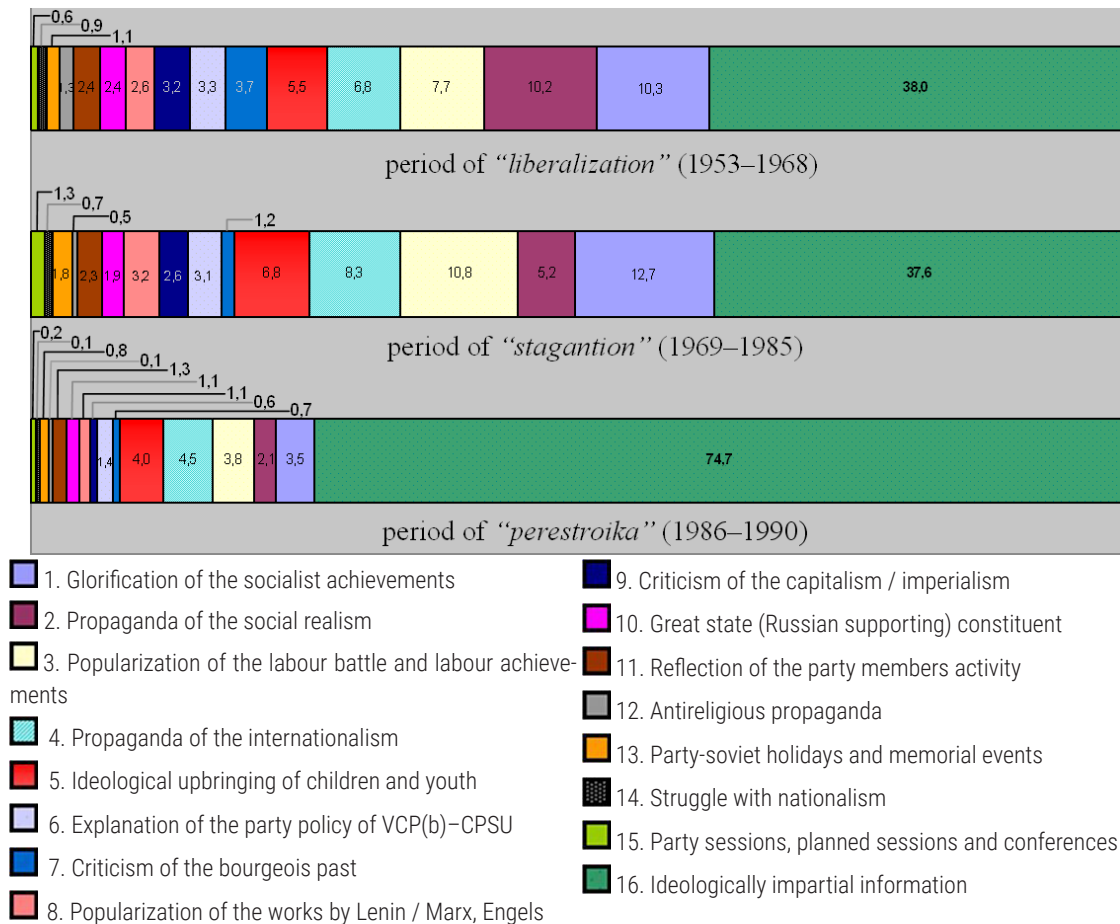 0,6
0,9
1,1
1,3 2,4 2,4 2,6 3,2 3,3 3,7 5,5 6,8 7,7 10,2 10,3 38,0
period of “liberalization” (1953–1968)
1,3
0,7
0,5 1,2
1,8 2,3 1,9 3,2 2,6 3,1 6,8 8,3 10,8 5,2 12,7 37,6
period of “stagantion” (1969–1985)
0,2
0,1
0,8
0,1
1,3
1,1
1,1
0,6
0,7
1,4 4,0 4,5 3,8 2,1 3,5 74,7
period of “perestroika” (1986–1990)
1. Glorification of the socialist achievements
2. Propaganda of the social realism
3. Popularization of the labour battle and labour achieve-
ments
4. Propaganda of the internationalism
5. Ideological upbringing of children and youth
6. Explanation of the party policy of VCP(b)–CPSU
7. Criticism of the bourgeois past
8. Popularization of the works by Lenin / Marx, Engels
9. Criticism of the capitalism / imperialism
10. Great state (Russian supporting) constituent
11. Reflection of the party members activity
12. Antireligious propaganda
13. Party-soviet holidays and memorial events
14. Struggle with nationalism
15. Party sessions, planned sessions and conferences
16. Ideologically impartial information